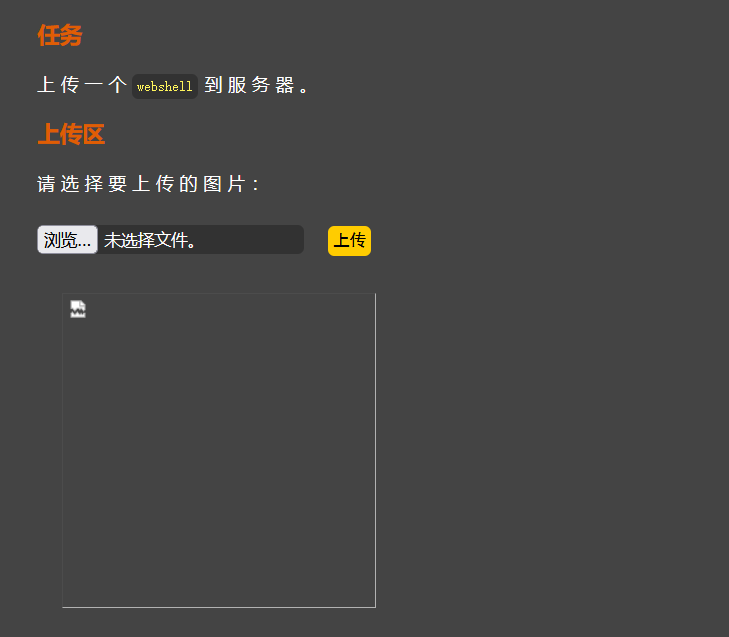 任务
上传一个 webshell 到服务器。
上传区
请选择要上传的图片：
浏览... 未选择文件。 上传